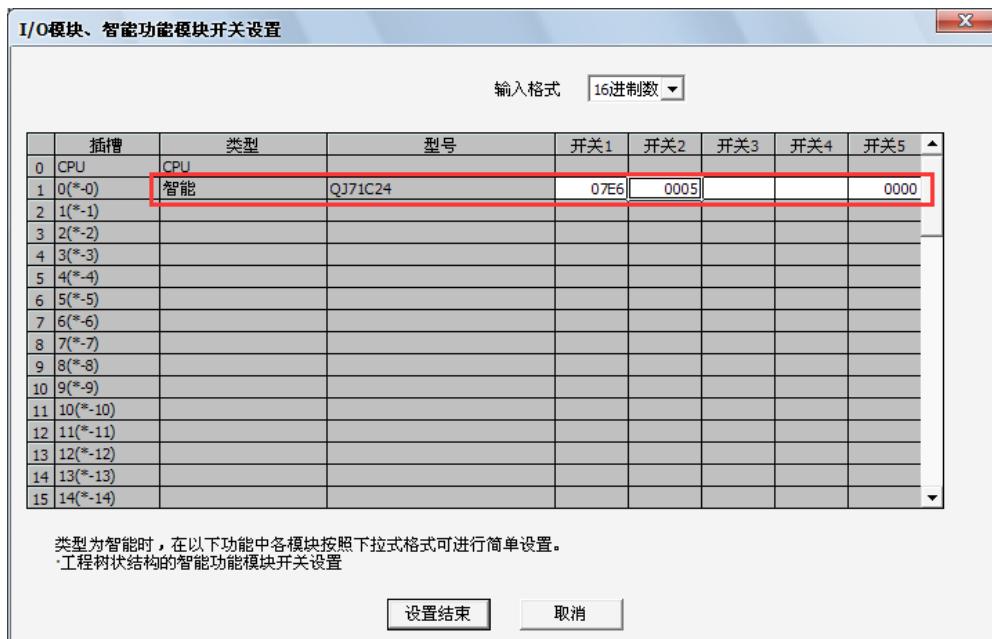 I/O模块、智能功能模块开关设置
输入格式 16进制数
插槽 类型 型号 开关1 开关2 开关3 开关4 开关5
0 CPU CPU
1 0(*-0) 智能 QJ71C24 07E6 0005 0000
2 1(*-1)
3 2(*-2)
4 3(*-3)
5 4(*-4)
6 5(*-5)
7 6(*-6)
8 7(*-7)
9 8(*-8)
10 9(*-9)
11 10(*-10)
12 11(*-11)
13 12(*-12)
14 13(*-13)
15 14(*-14)
类型为智能时，在以下功能中各模块按照下拉式格式可进行简单设置。
·工程树状结构的智能功能模块开关设置
设置结束 取消